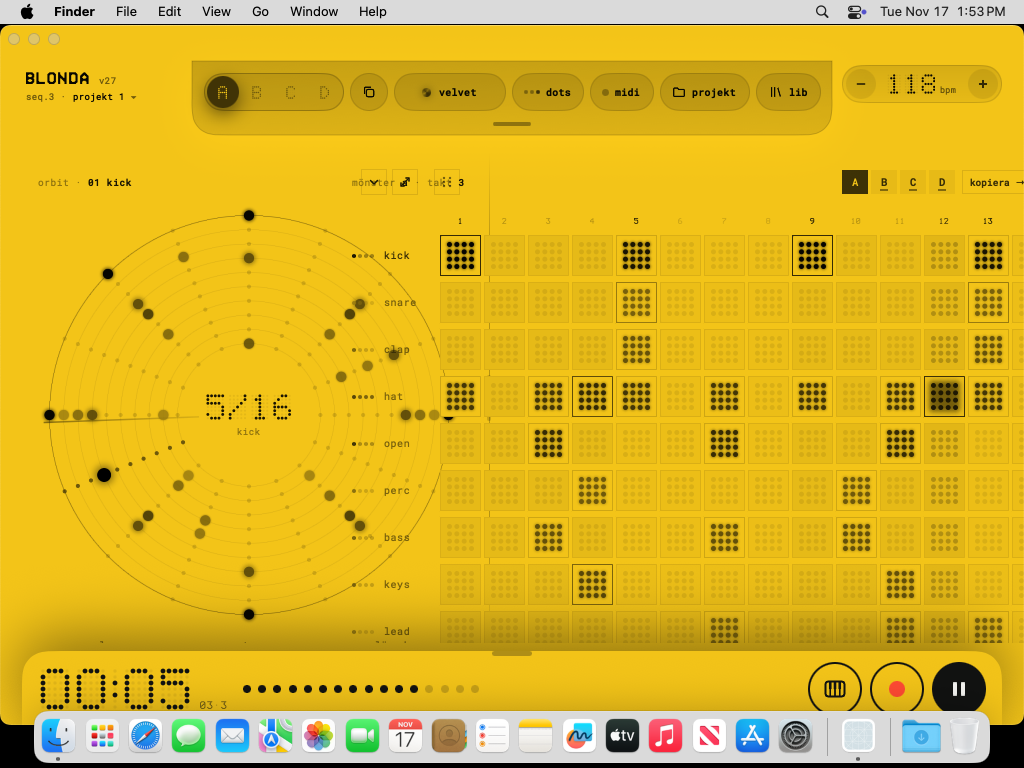 Finder File Edit View Go Window Help Tue Nov 17 1:53 PM
BLONDA v27
seq.3 · projekt 1
A B C D velvet dots midi projekt lib
− 118 bpm +
orbit · 01 kick
mönster · takt 3
A B C D kopiera →
1 2 3 4 5 6 7 8 9 10 11 12 13
kick
snare
clap
hat
open
perc
bass
keys
lead
5/16
kick
00:05 03·3
NOV
17
tv